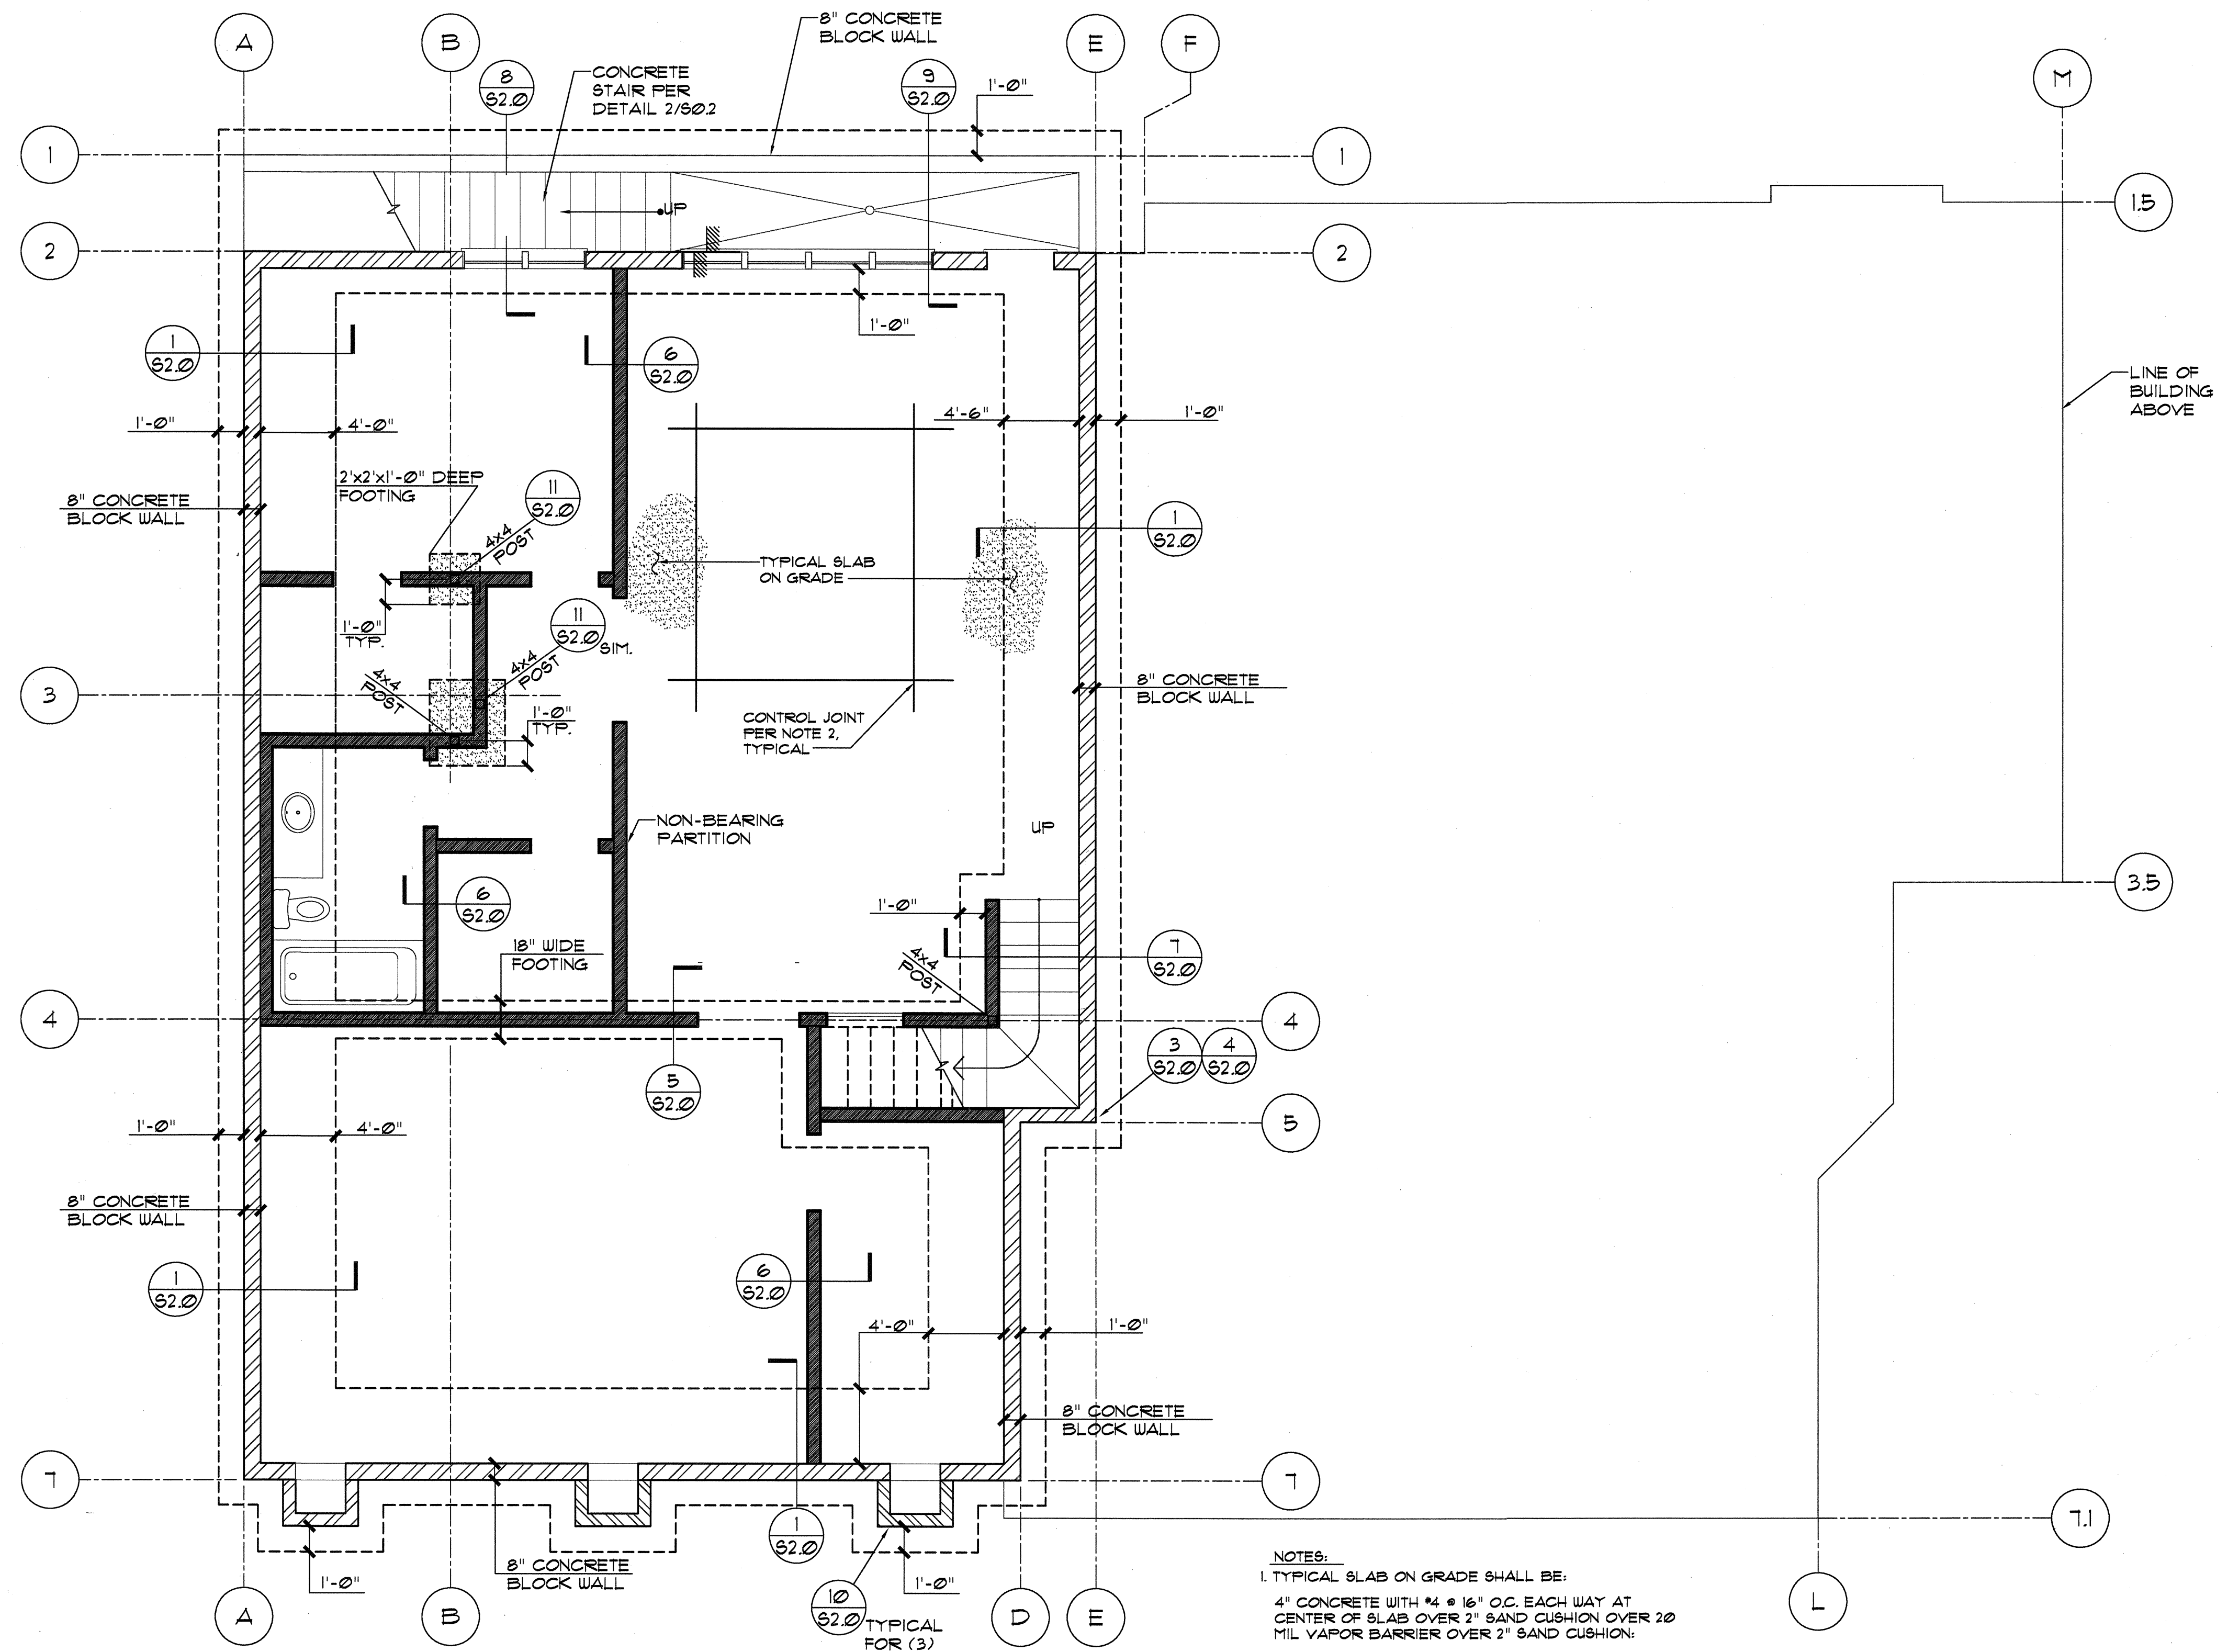 8" CONCRETE
BLOCK WALL
A
B
E
F
M
8
S2.0
CONCRETE
STAIR PER
DETAIL 2/S0.2
9
S2.0
1'-0"
1
1
1.5
2
UP
2
1
S2.0
6
S2.0
1'-0"
LINE OF
BUILDING
ABOVE
1'-0"
4'-0"
4'-6"
1'-0"
2'x2'x1'-0" DEEP
FOOTING
11
S2.0
8" CONCRETE
BLOCK WALL
4x4
POST
1
S2.0
TYPICAL SLAB
ON GRADE
1'-0"
TYP.
11
S2.0
SIM.
4x4
POST
4x4
POST
3
8" CONCRETE
BLOCK WALL
1'-0"
TYP.
CONTROL JOINT
PER NOTE 2,
TYPICAL
NON-BEARING
PARTITION
UP
3.5
6
S2.0
1'-0"
18" WIDE
FOOTING
4x4
POST
7
S2.0
4
4
5
S2.0
3
S2.0
4
S2.0
5
1'-0"
4'-0"
8" CONCRETE
BLOCK WALL
1
S2.0
6
S2.0
4'-0"
1'-0"
8" CONCRETE
BLOCK WALL
7
7
1
S2.0
7.1
8" CONCRETE
BLOCK WALL
1'-0"
1'-0"
10
S2.0
TYPICAL
FOR (3)
A
B
D
E
L
NOTES:
1. TYPICAL SLAB ON GRADE SHALL BE:
4" CONCRETE WITH #4 @ 16" O.C. EACH WAY AT
CENTER OF SLAB OVER 2" SAND CUSHION OVER 20
MIL VAPOR BARRIER OVER 2" SAND CUSHION: